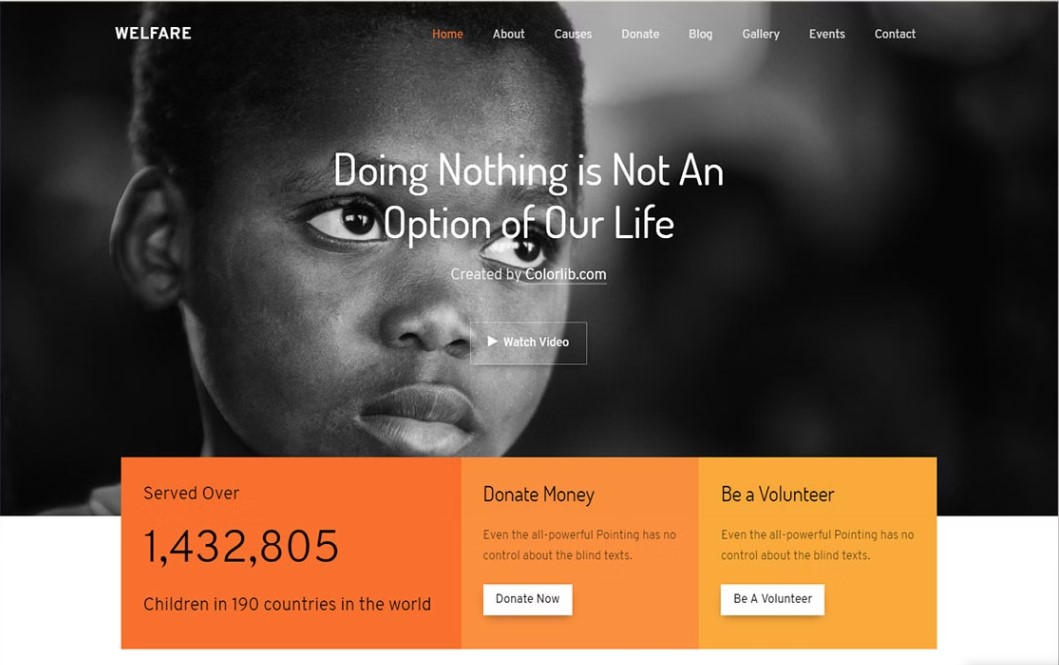 WELFARE
Home About Causes Donate Blog Gallery Events Contact
Doing Nothing is Not An
Option of Our Life
Created by Colorlib.com
Watch Video
Served Over
1,432,805
Children in 190 countries in the world
Donate Money
Even the all-powerful Pointing has no
control about the blind texts.
Donate Now
Be a Volunteer
Even the all-powerful Pointing has no
control about the blind texts.
Be A Volunteer